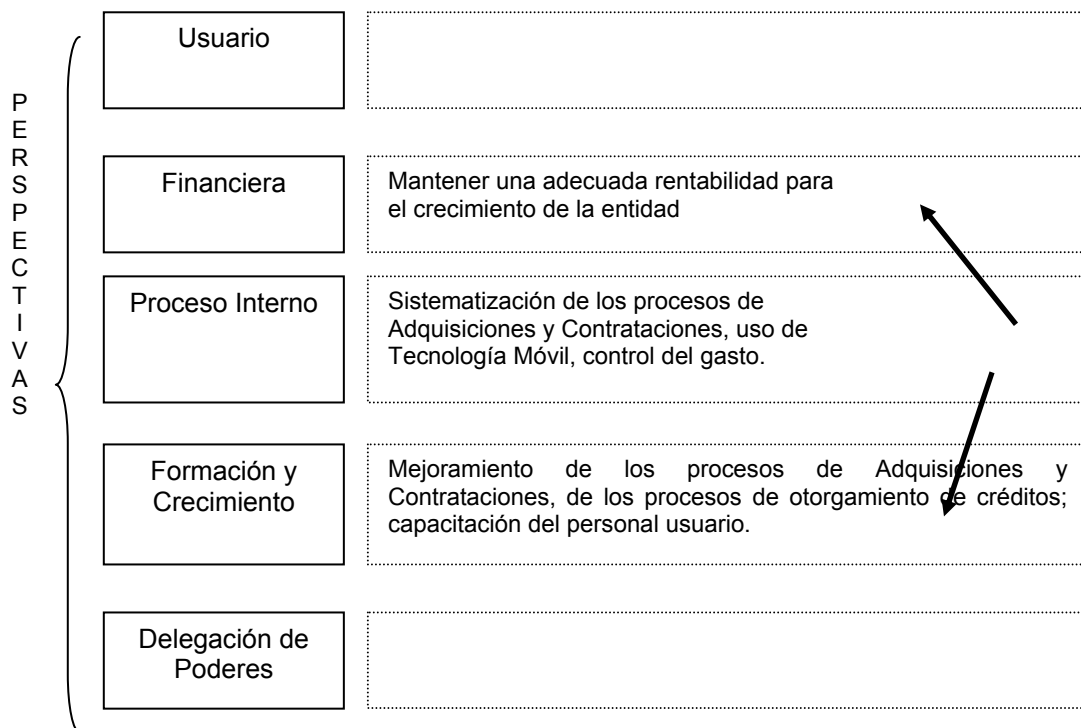 PERSPECTIVAS
Usuario
Financiera
Mantener una adecuada rentabilidad para
el crecimiento de la entidad
Proceso Interno
Sistematización de los procesos de
Adquisiciones y Contrataciones, uso de
Tecnología Móvil, control del gasto.
Formación y
Crecimiento
Mejoramiento de los procesos de Adquisiciones y
Contrataciones, de los procesos de otorgamiento de créditos;
capacitación del personal usuario.
Delegación de
Poderes